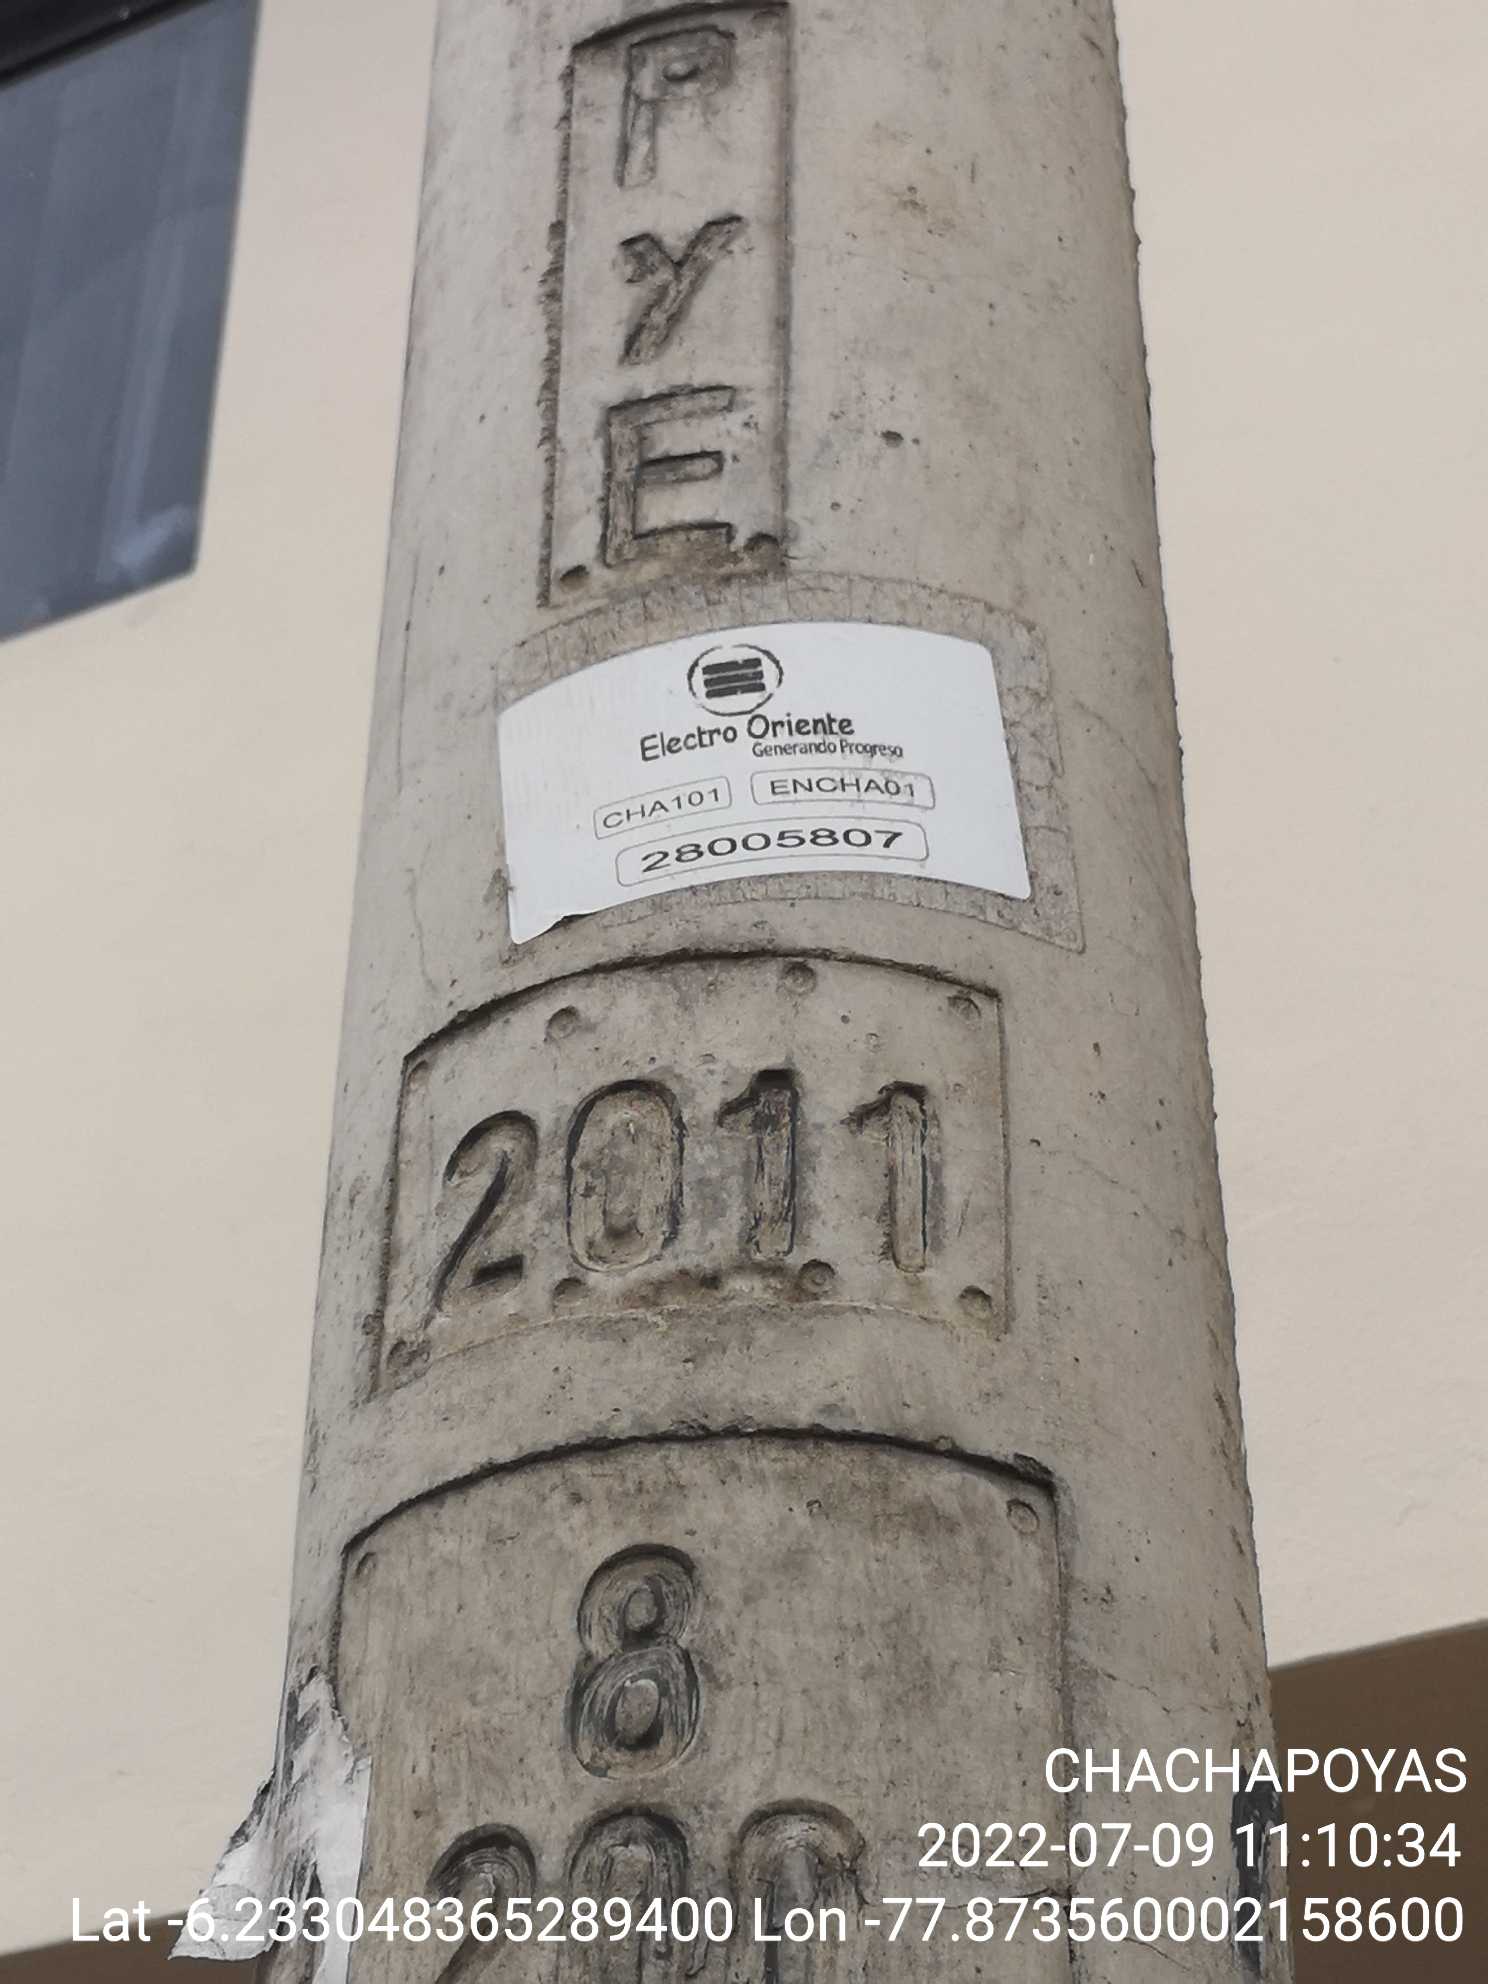 P
Y
E
Electro Oriente
Generando Progreso
CHA101 ENCHA01
28005807
2011
8
200
CHACHAPOYAS
2022-07-09 11:10:34
Lat -6.233048365289400 Lon -77.873560002158600